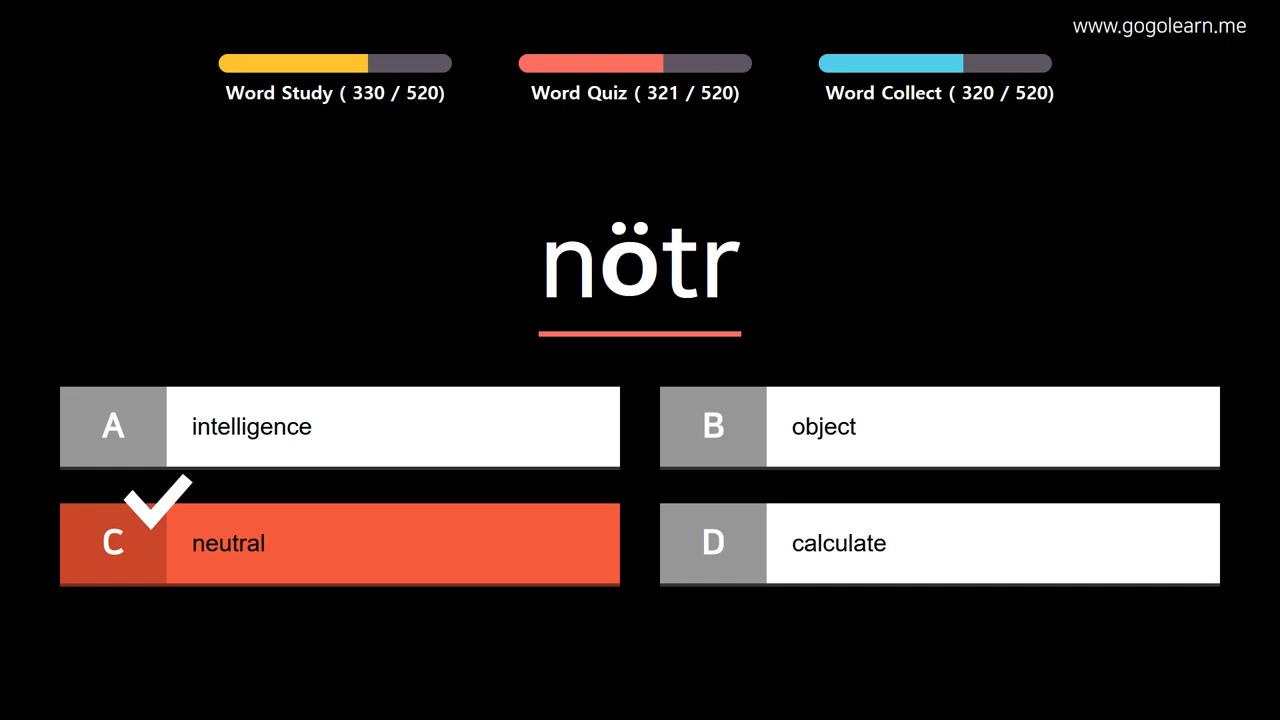 www.gogolearn.me
Word Study ( 330 / 520)
Word Quiz ( 321 / 520)
Word Collect ( 320 / 520)
nötr
A intelligence
B object
C neutral
D calculate